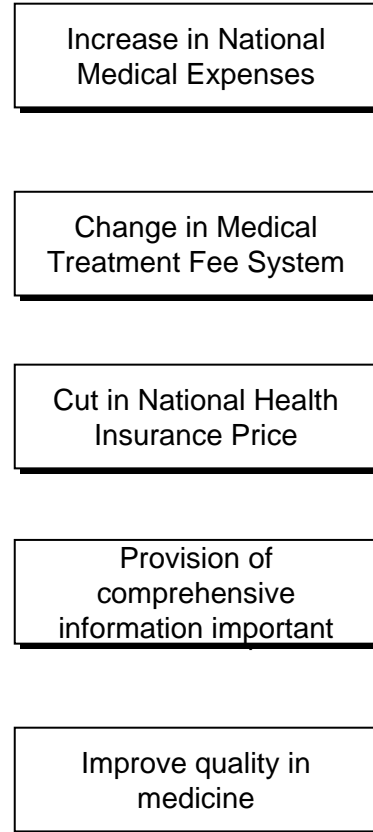 Increase in National
Medical Expenses
Change in Medical
Treatment Fee System
Cut in National Health
Insurance Price
Provision of
comprehensive
information important
Improve quality in
medicine